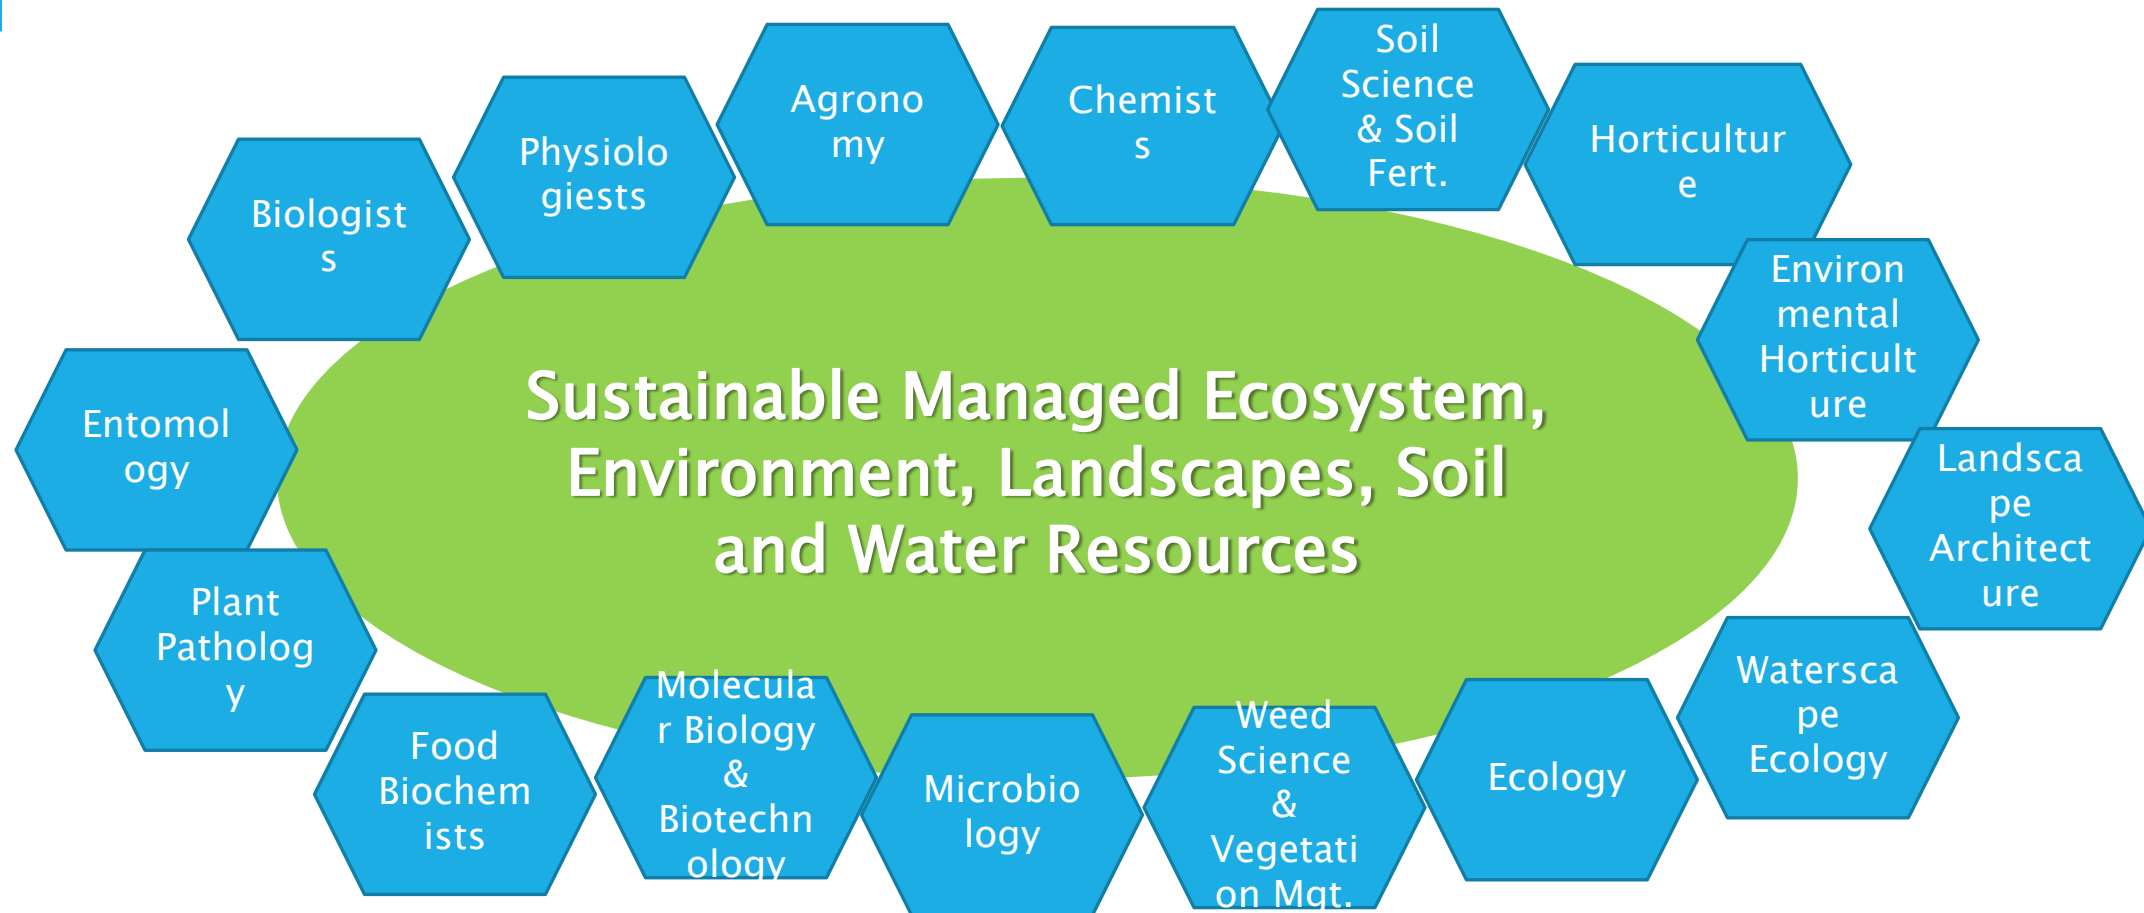 Biologist
s
Physiolo
giests
Agrono
my
Chemist
s
Soil
Science
& Soil
Fert.
Horticultur
e
Environ
mental
Horticult
ure
Landsca
pe
Architect
ure
Watersca
pe
Ecology
Ecology
Weed
Science
&
Vegetati
on Mgt.
Microbio
logy
Molecula
r Biology
&
Biotechn
ology
Food
Biochem
ists
Plant
Patholog
y
Entomol
ogy
Sustainable Managed Ecosystem,
Environment, Landscapes, Soil
and Water Resources